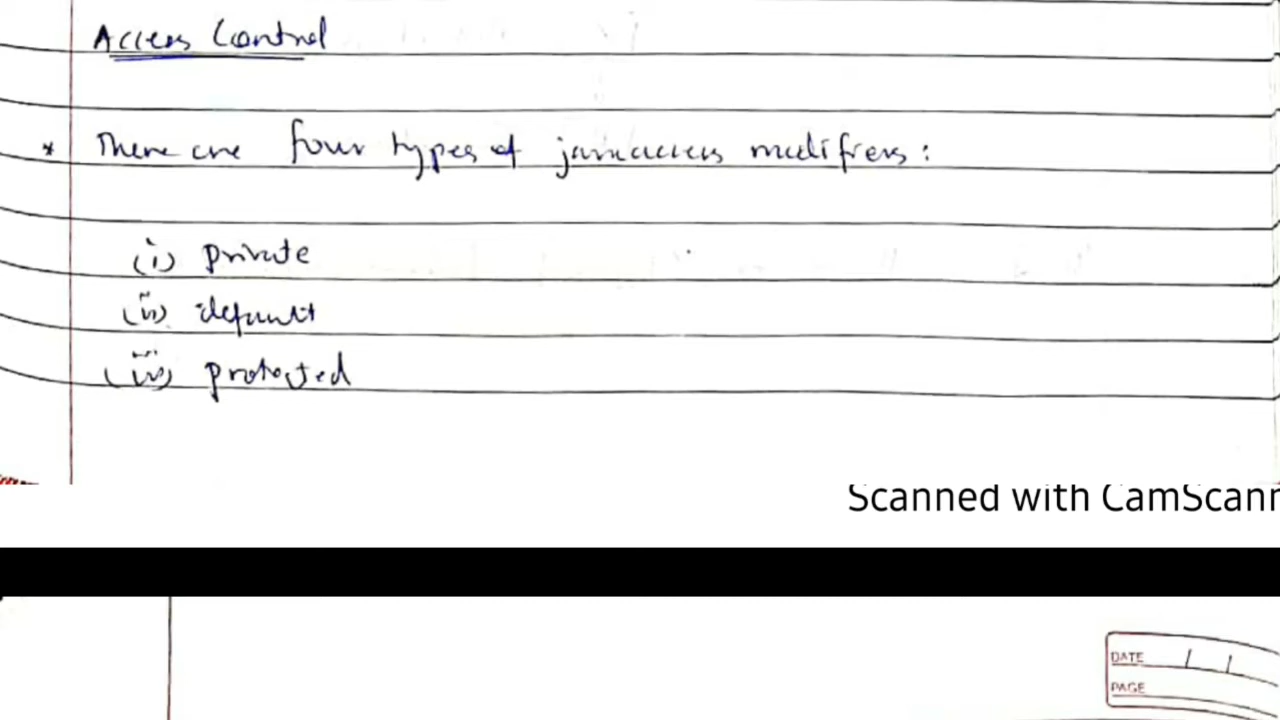 Access Control
* There are four types of java access modifiers:
(i) private
(ii) default
(iii) protected
Scanned with CamScann
DATE / /
PAGE